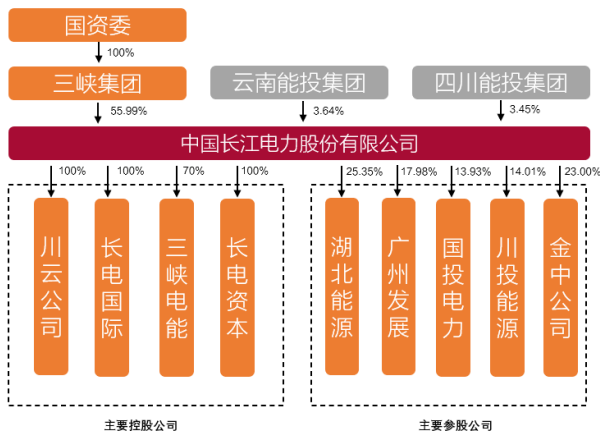 国资委
100%
三峡集团
云南能投集团
四川能投集团
55.99%
3.64%
3.45%
中国长江电力股份有限公司
100%
100%
70%
100%
25.35%
17.98%
13.93%
14.01%
23.00%
川云公司
长电国际
三峡电能
长电资本
湖北能源
广州发展
国投电力
川投能源
金中公司
主要控股公司
主要参股公司